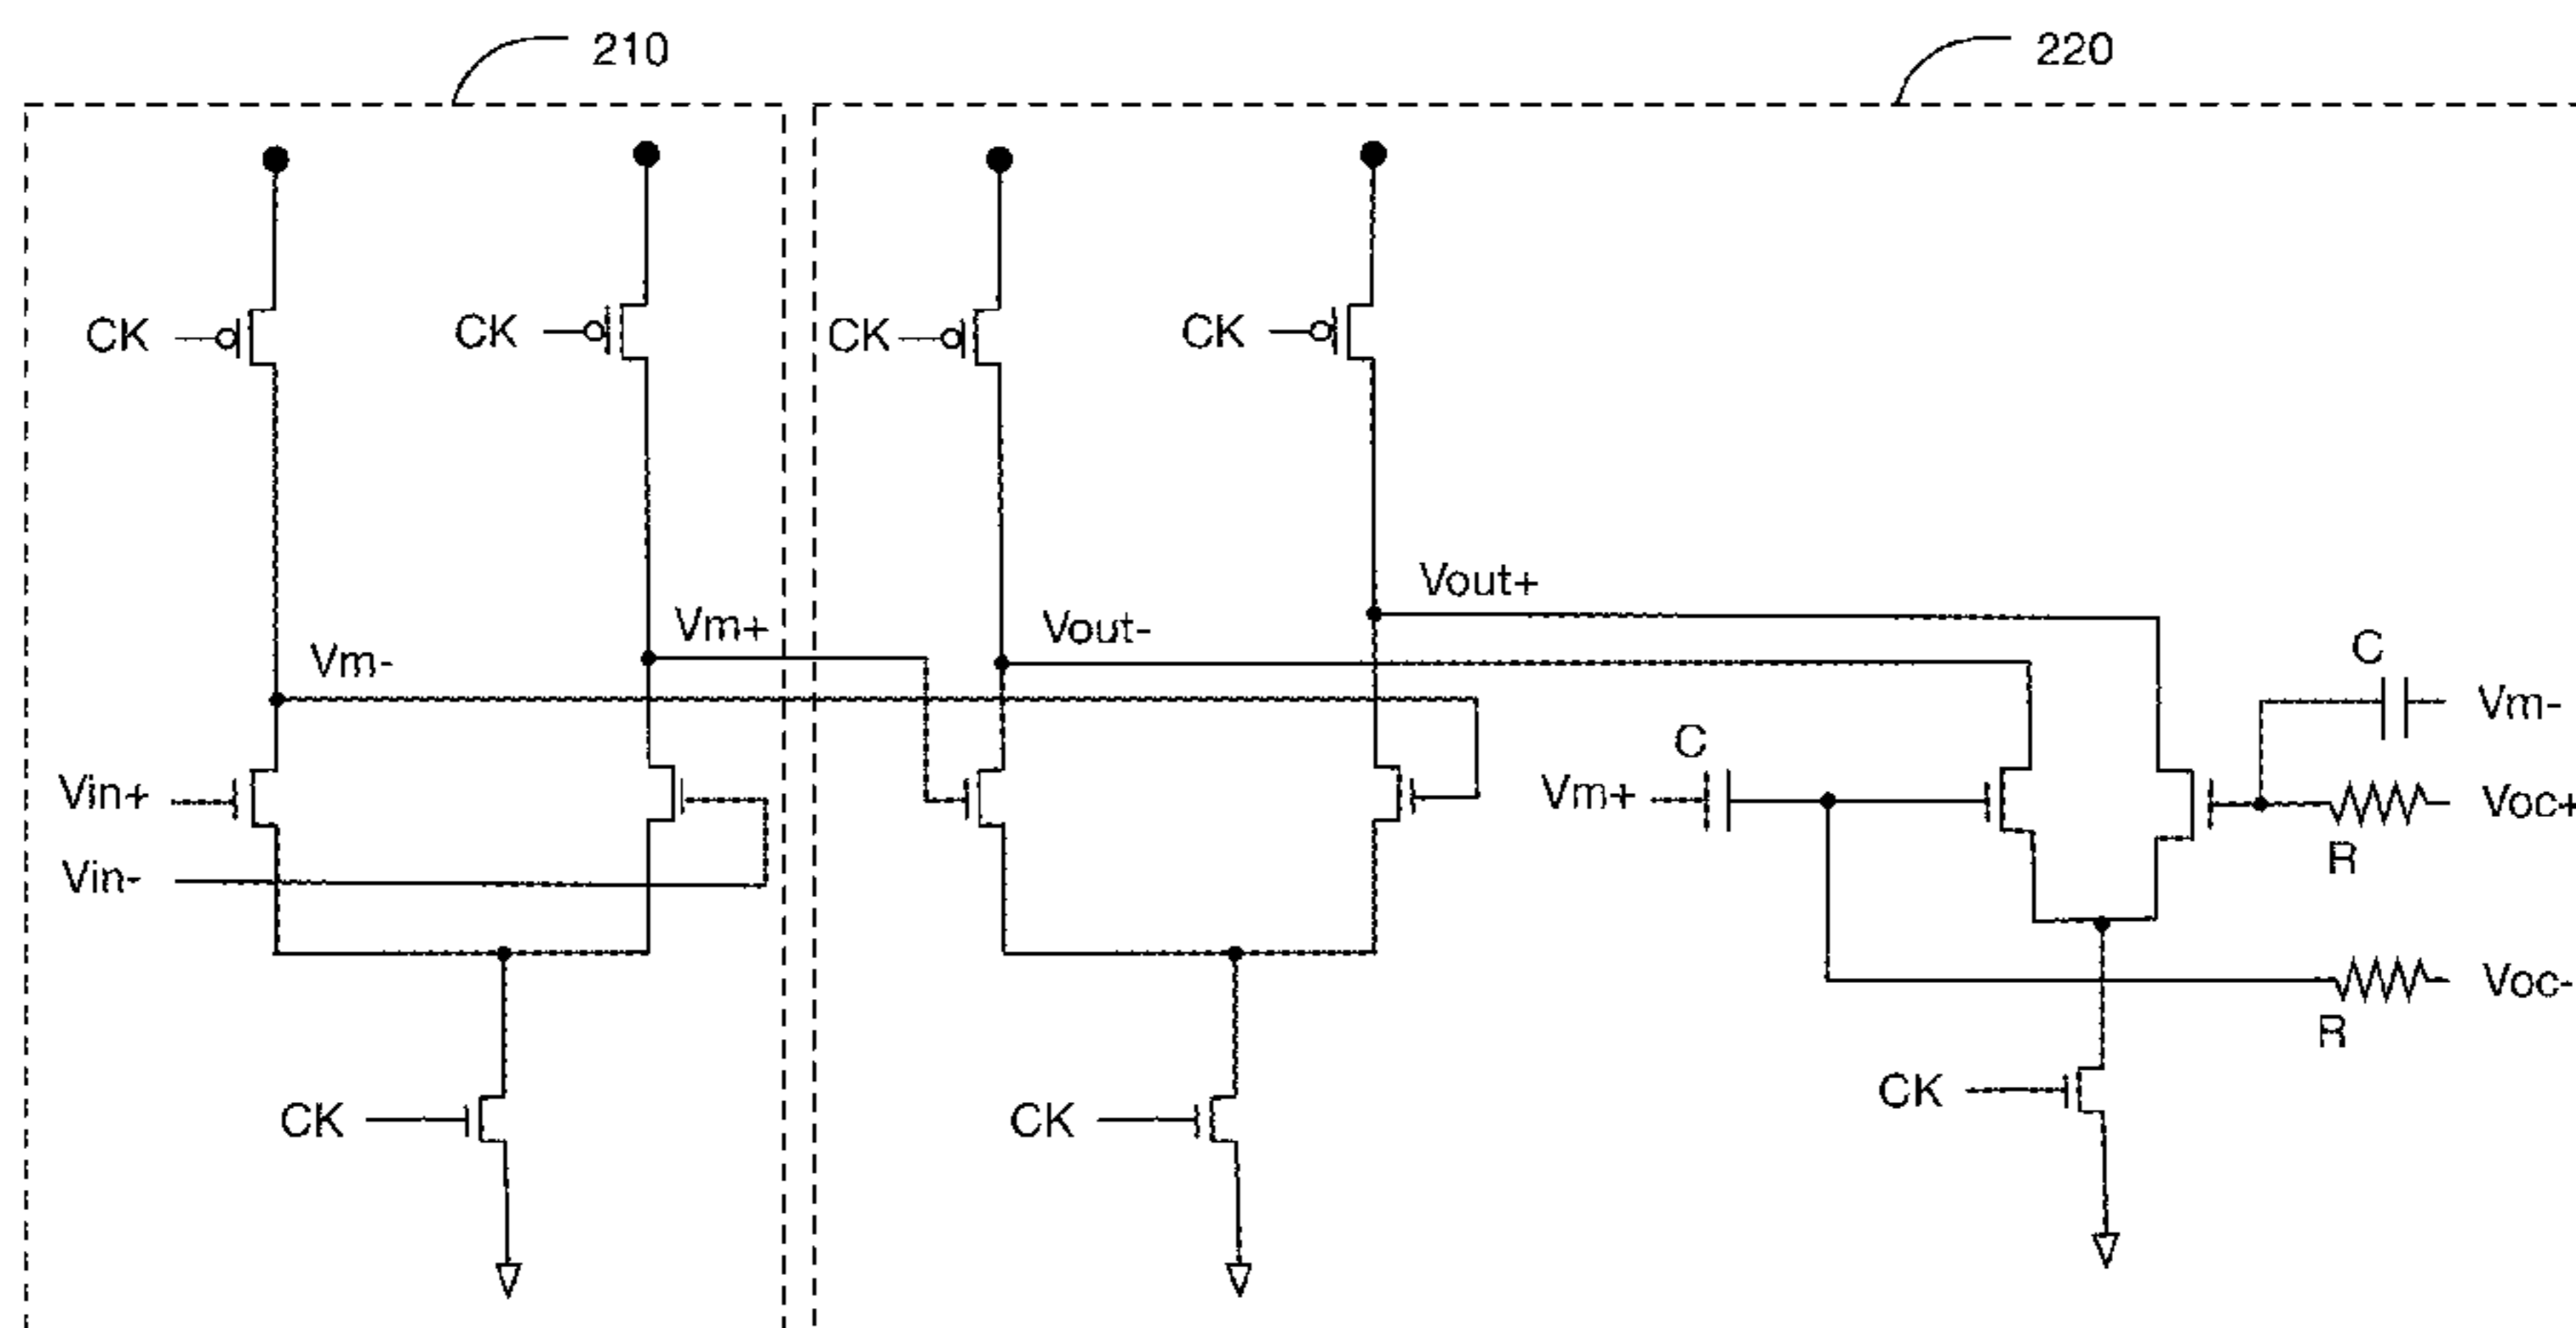 210
220
CK
CK
CK
CK
Vout+
Vm+
Vout-
Vm-
C
Vm-
C
Vin+
Vm+
Voc+
R
Vin-
Voc-
R
CK
CK
CK